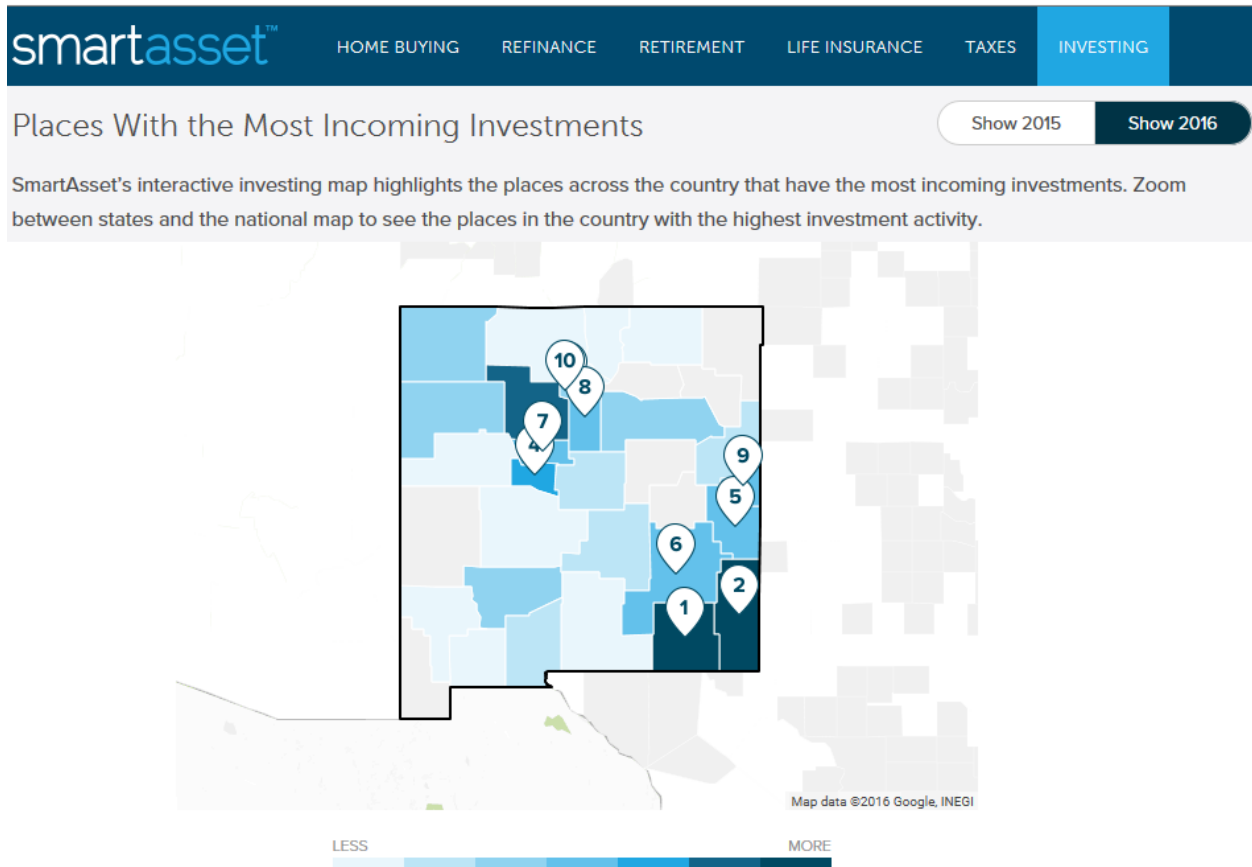 smartasset™ HOME BUYING REFINANCE RETIREMENT LIFE INSURANCE TAXES INVESTING
Places With the Most Incoming Investments Show 2015 Show 2016
SmartAsset's interactive investing map highlights the places across the country that have the most incoming investments. Zoom
between states and the national map to see the places in the country with the highest investment activity.
10
8
7
4
9
5
6
2
1
Map data ©2016 Google, INEGI
LESS MORE